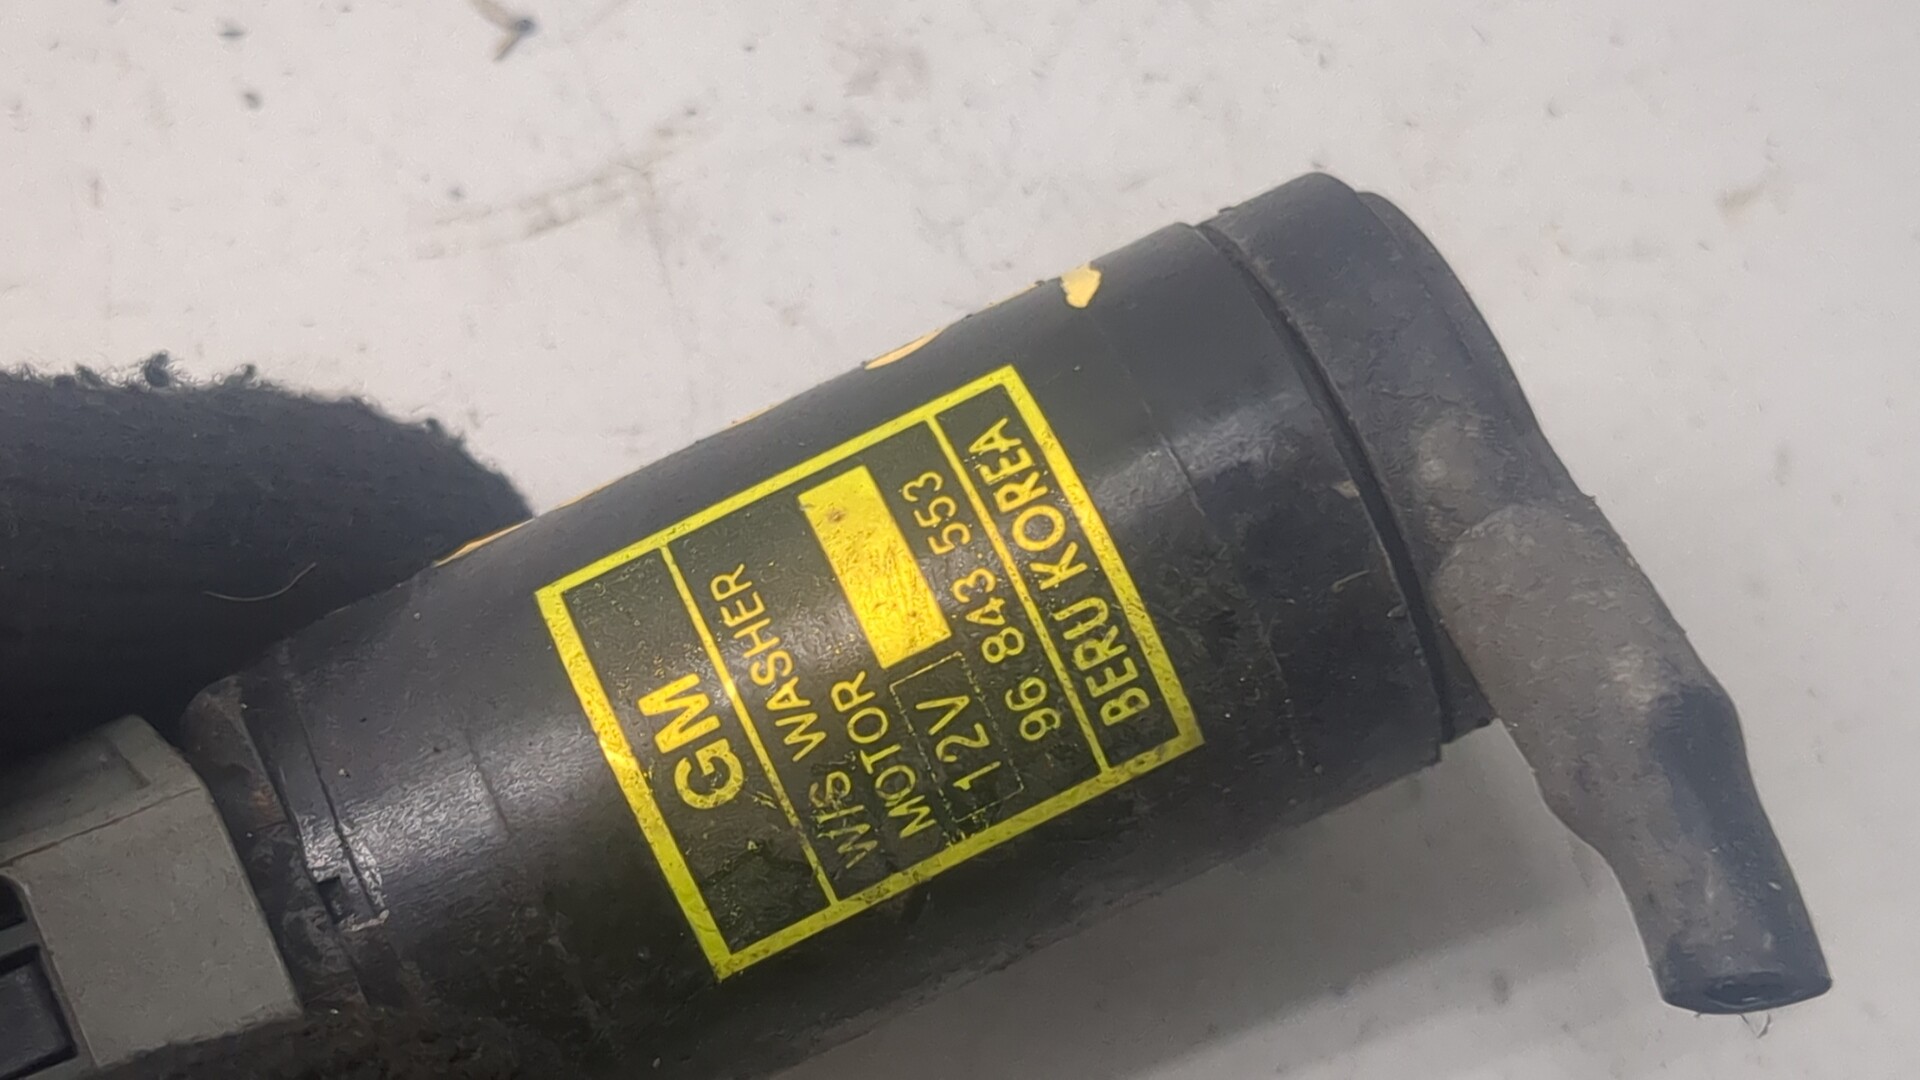 GM
W/S WASHER
MOTOR
12V
96 843 553
BERU KOREA